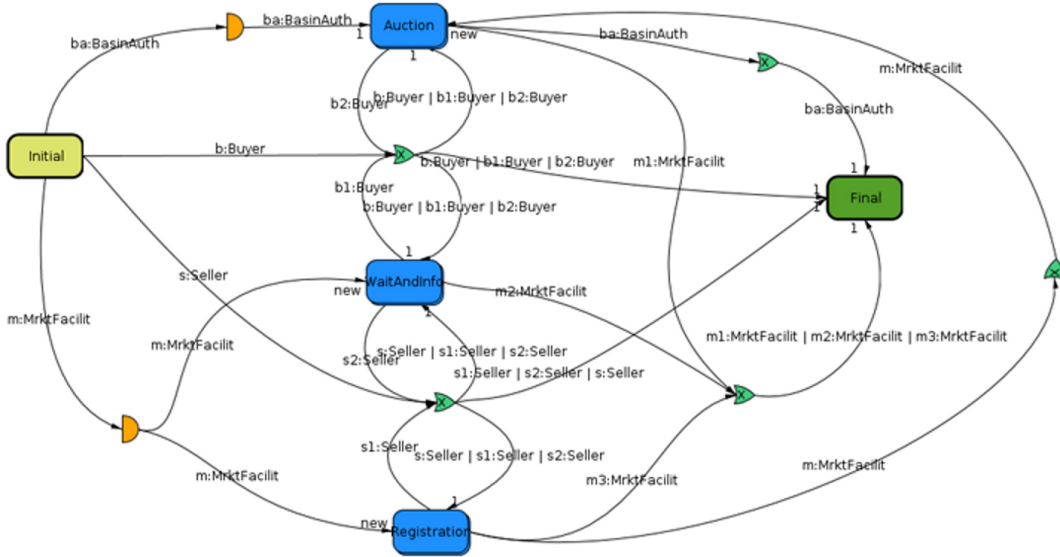 ba:BasinAuth
Auction
1
new
1
ba:BasinAuth
ba:BasinAuth
m:MrktFacilit
b2:Buyer
b:Buyer | b1:Buyer | b2:Buyer
ba:BasinAuth
Initial
b:Buyer
X
X
b:Buyer | b1:Buyer | b2:Buyer
m1:MrktFacilit
1
b1:Buyer
1
1
Final
b:Buyer | b1:Buyer | b2:Buyer
1
1
s:Seller
WaitAndInfo
new
m2:MrktFacilit
X
1
m:MrktFacilit
m:MrktFacilit
s:Seller | s1:Seller | s2:Seller
s2:Seller
m1:MrktFacilit | m2:MrktFacilit | m3:MrktFacilit
s1:Seller | s2:Seller | s:Seller
X
X
s1:Seller
s:Seller | s1:Seller | s2:Seller
m:MrktFacilit
m:MrktFacilit
m3:MrktFacilit
1
new
Registration